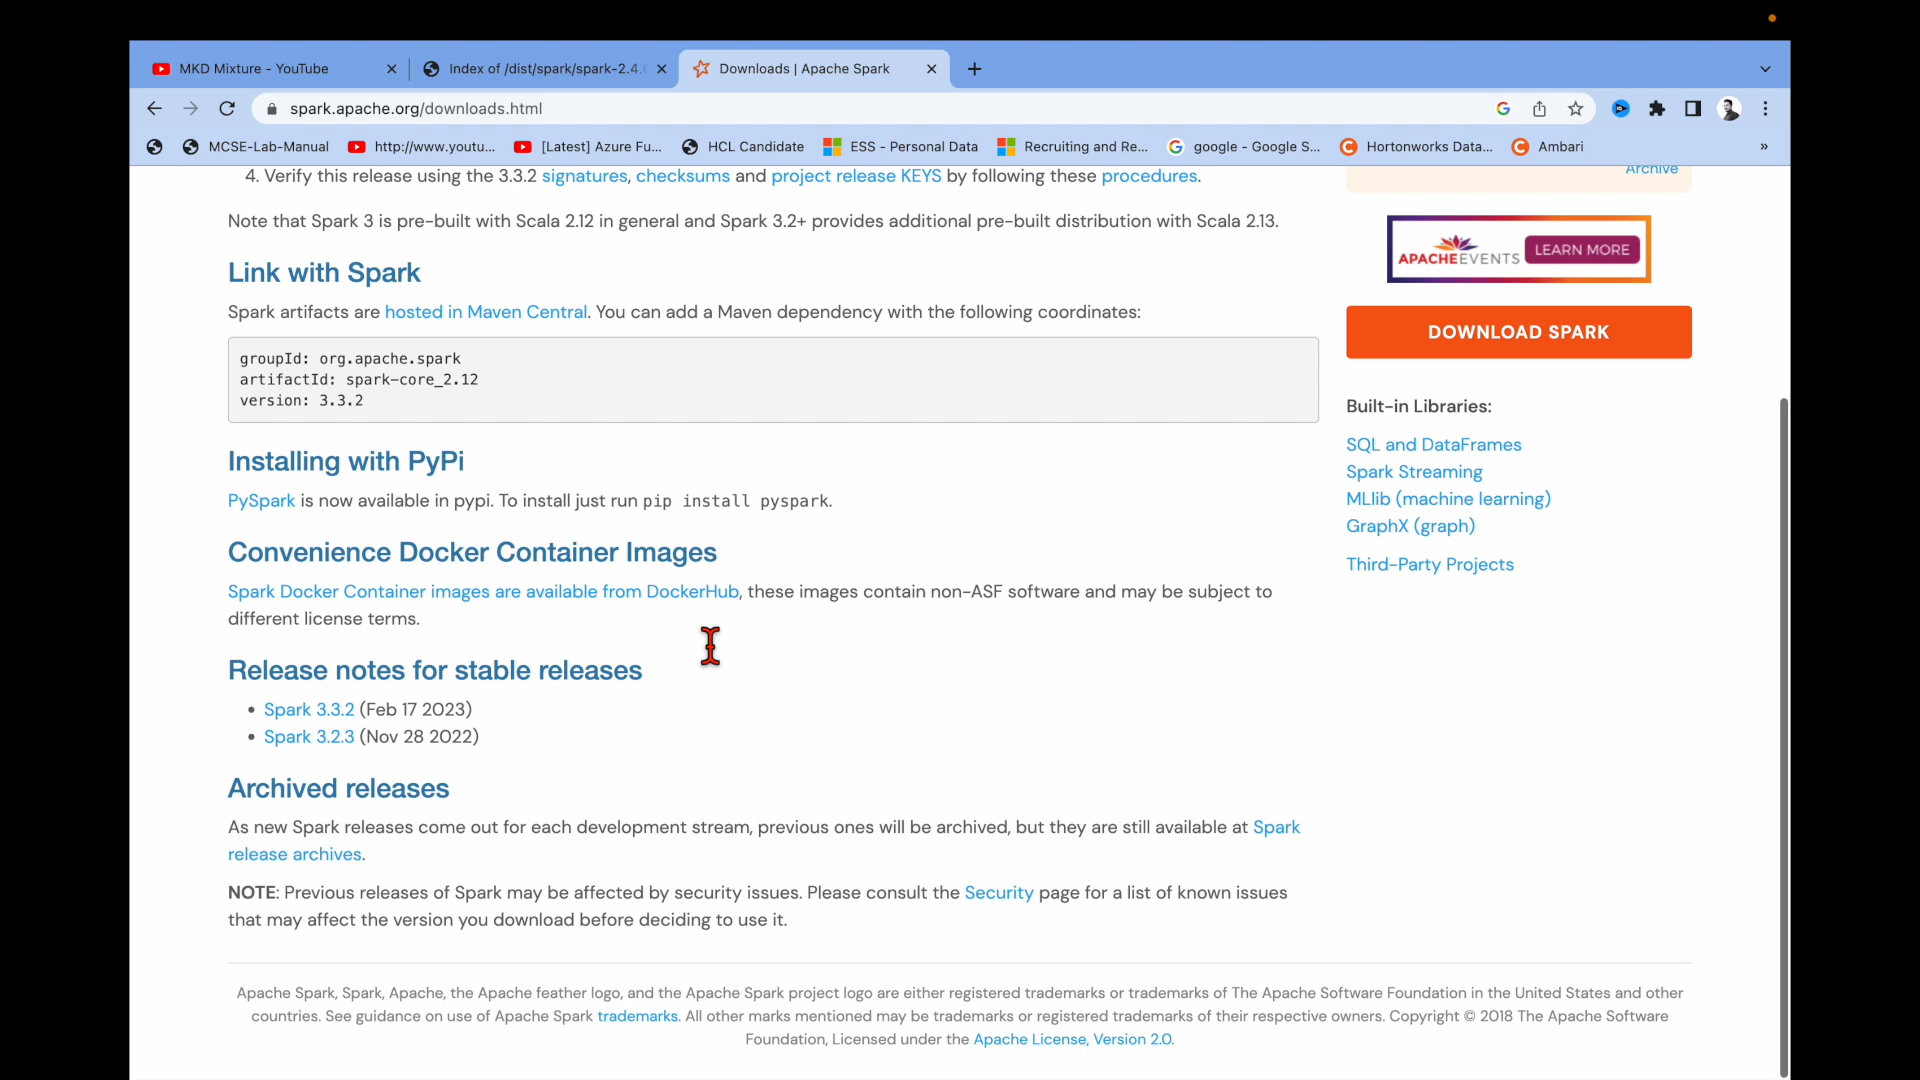 MKD Mixture - YouTube
Index of /dist/spark/spark-2.4.
Downloads | Apache Spark
spark.apache.org/downloads.html
MCSE-Lab-Manual
http://www.youtu...
[Latest] Azure Fu...
HCL Candidate
ESS - Personal Data
Recruiting and Re...
google - Google S...
Hortonworks Data...
Ambari
»
4. Verify this release using the 3.3.2 signatures, checksums and project release KEYS by following these procedures.
Note that Spark 3 is pre-built with Scala 2.12 in general and Spark 3.2+ provides additional pre-built distribution with Scala 2.13.
Link with Spark
Spark artifacts are hosted in Maven Central. You can add a Maven dependency with the following coordinates:
groupId: org.apache.spark
artifactId: spark-core_2.12
version: 3.3.2
Installing with PyPi
PySpark is now available in pypi. To install just run pip install pyspark.
Convenience Docker Container Images
Spark Docker Container images are available from DockerHub, these images contain non-ASF software and may be subject to
different license terms.
Release notes for stable releases
• Spark 3.3.2 (Feb 17 2023)
• Spark 3.2.3 (Nov 28 2022)
Archived releases
As new Spark releases come out for each development stream, previous ones will be archived, but they are still available at Spark
release archives.
NOTE: Previous releases of Spark may be affected by security issues. Please consult the Security page for a list of known issues
that may affect the version you download before deciding to use it.
Archive
APACHEEVENTS LEARN MORE
DOWNLOAD SPARK
Built-in Libraries:
SQL and DataFrames
Spark Streaming
MLlib (machine learning)
GraphX (graph)
Third-Party Projects
Apache Spark, Spark, Apache, the Apache feather logo, and the Apache Spark project logo are either registered trademarks or trademarks of The Apache Software Foundation in the United States and other
countries. See guidance on use of Apache Spark trademarks. All other marks mentioned may be trademarks or registered trademarks of their respective owners. Copyright © 2018 The Apache Software
Foundation, Licensed under the Apache License, Version 2.0.